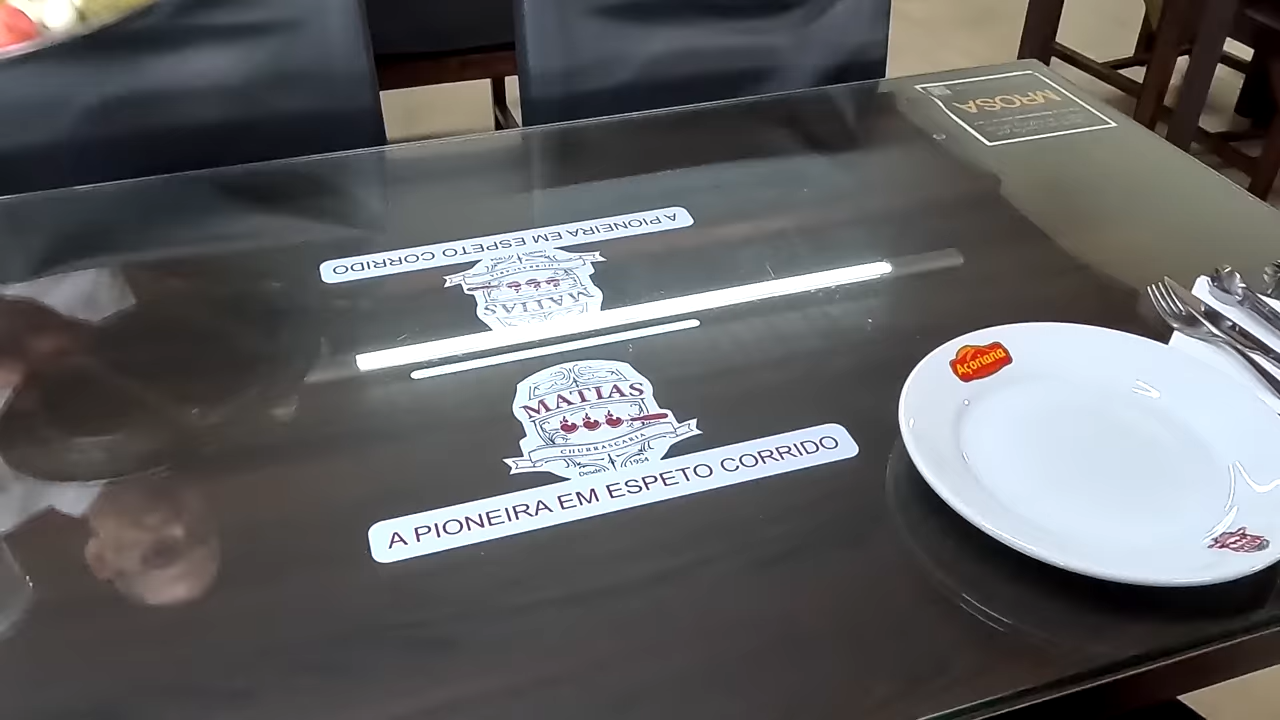 MROSA
A PIONEIRA EM ESPETO CORRIDO
CHURRASCARIA
MATIAS
MATIAS
CHURRASCARIA
Desde 1954
A PIONEIRA EM ESPETO CORRIDO
Açoriana